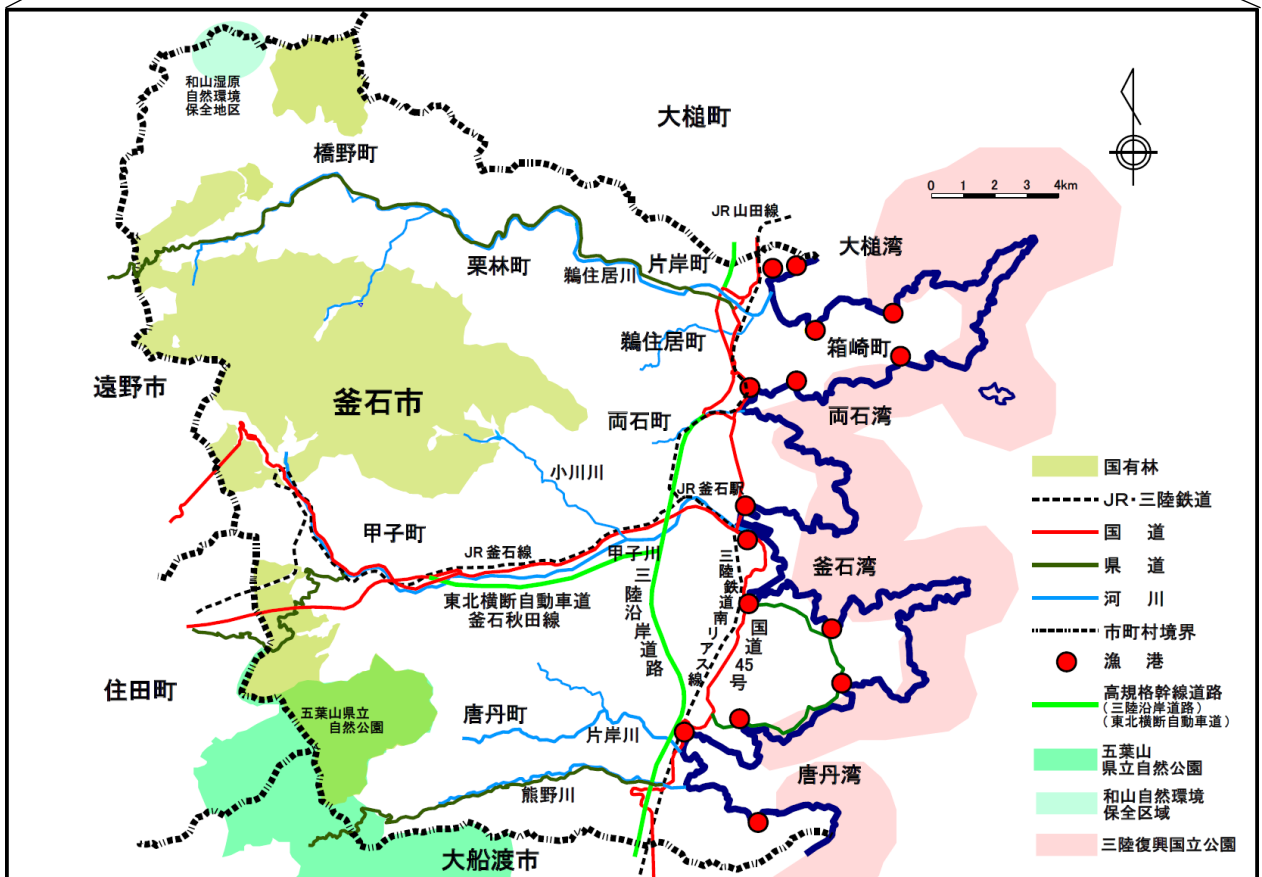 和山湿原
自然環境
保全地区
大槌町
橋野町
0 1 2 3 4km
JR山田線
大槌湾
栗林町
鵜住居川
片岸町
鵜住居町
箱崎町
遠野市
釜石市
両石町
両石湾
小川川
JR釜石駅
甲子町
JR釜石線
甲子川
釜石湾
東北横断自動車道
釜石秋田線
三陸沿岸道路
三陸鉄道南リアス線
国道45号
住田町
五葉山県立
自然公園
唐丹町
片岸川
唐丹湾
熊野川
大船渡市
国有林
JR・三陸鉄道
国 道
県 道
河 川
市町村境界
漁 港
高規格幹線道路
(三陸沿岸道路)
(東北横断自動車道)
五葉山
県立自然公園
和山自然環境
保全区域
三陸復興国立公園